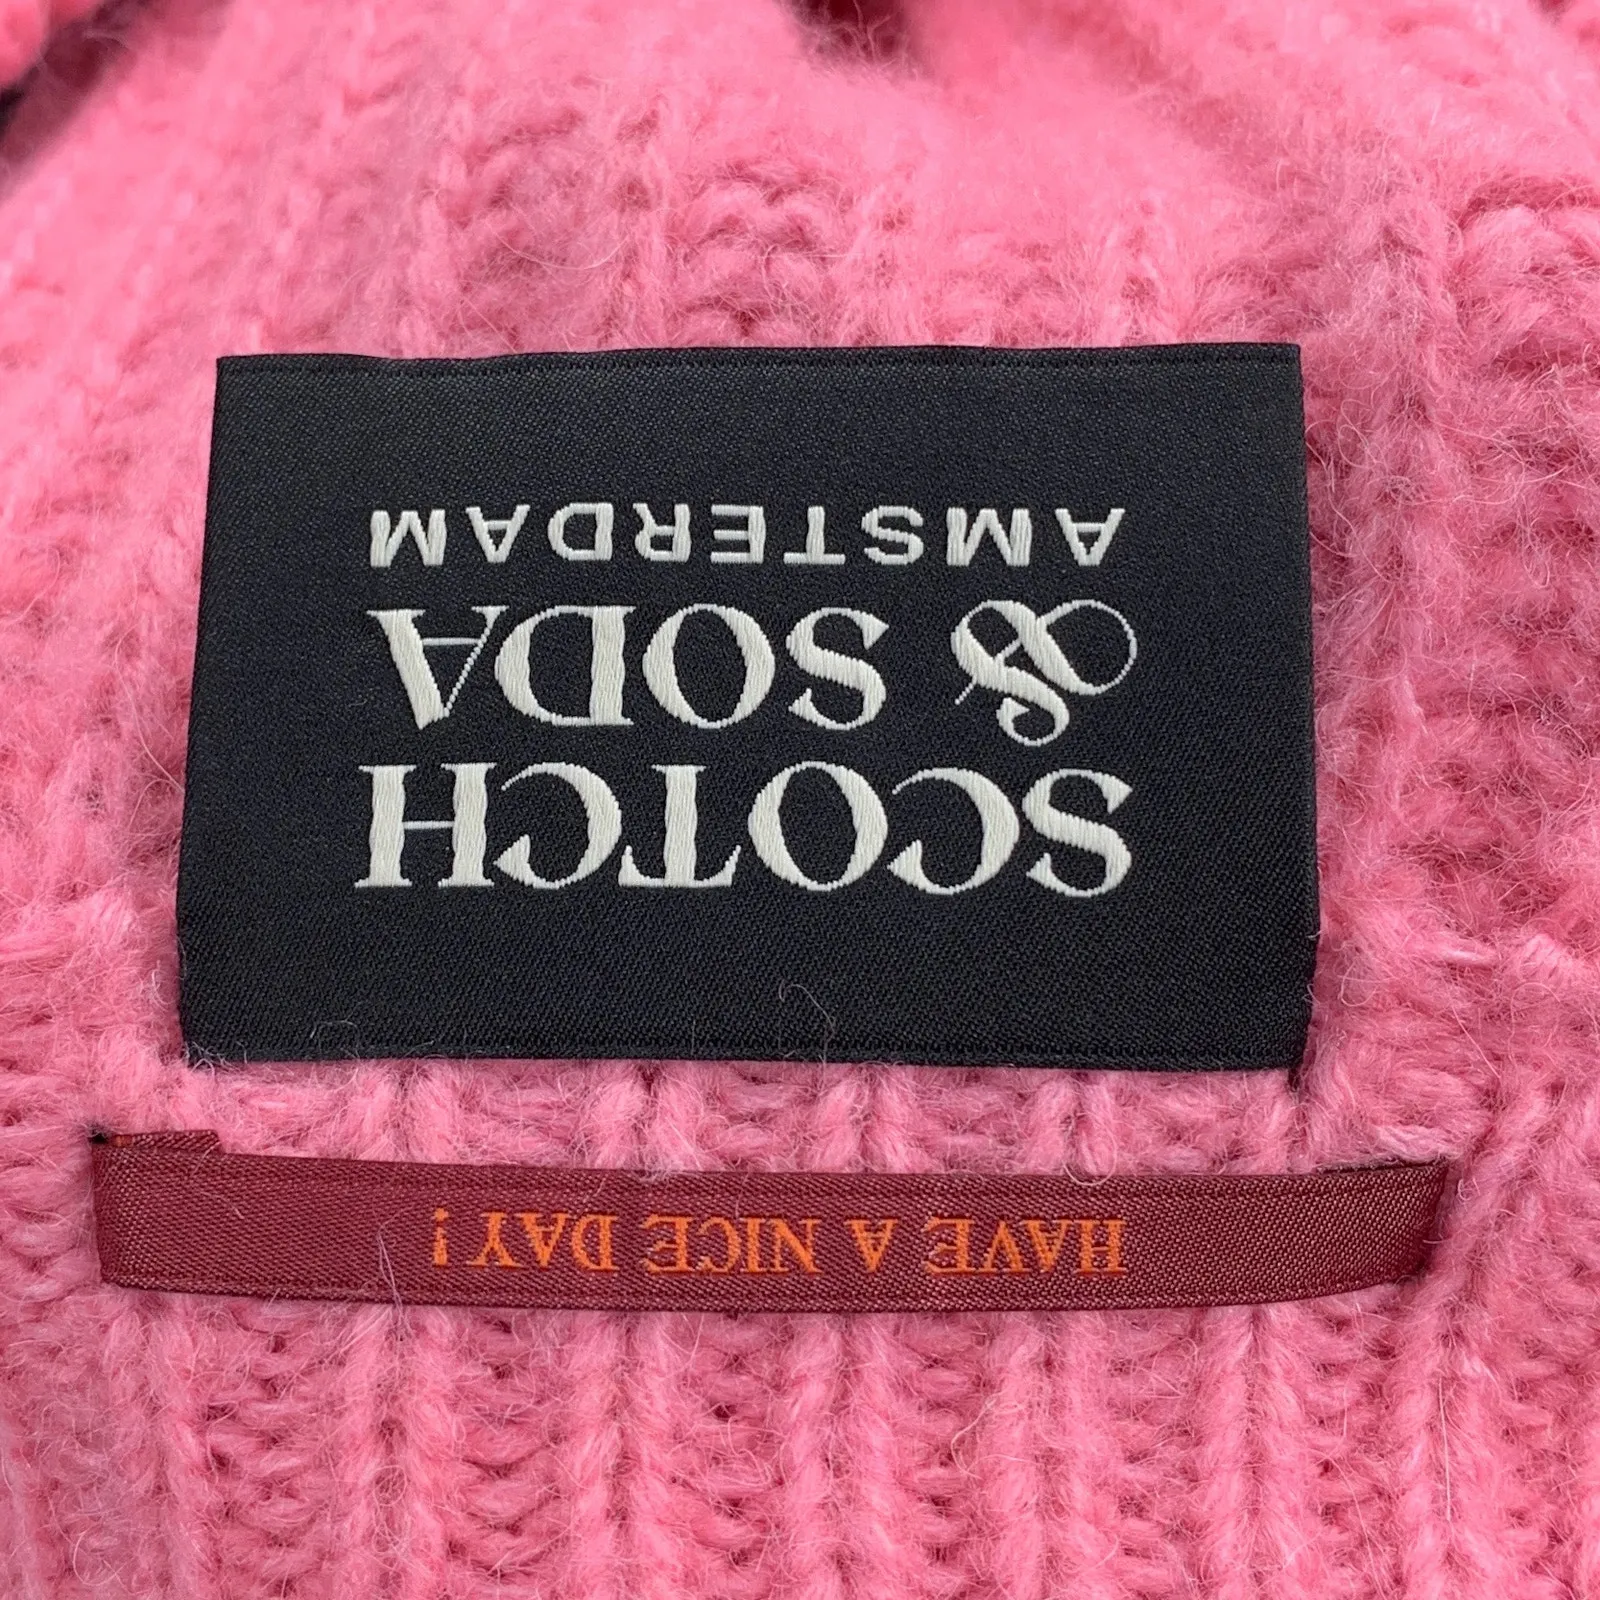 SCOTCH
& SODA
AMSTERDAM
HAVE A NICE DAY!